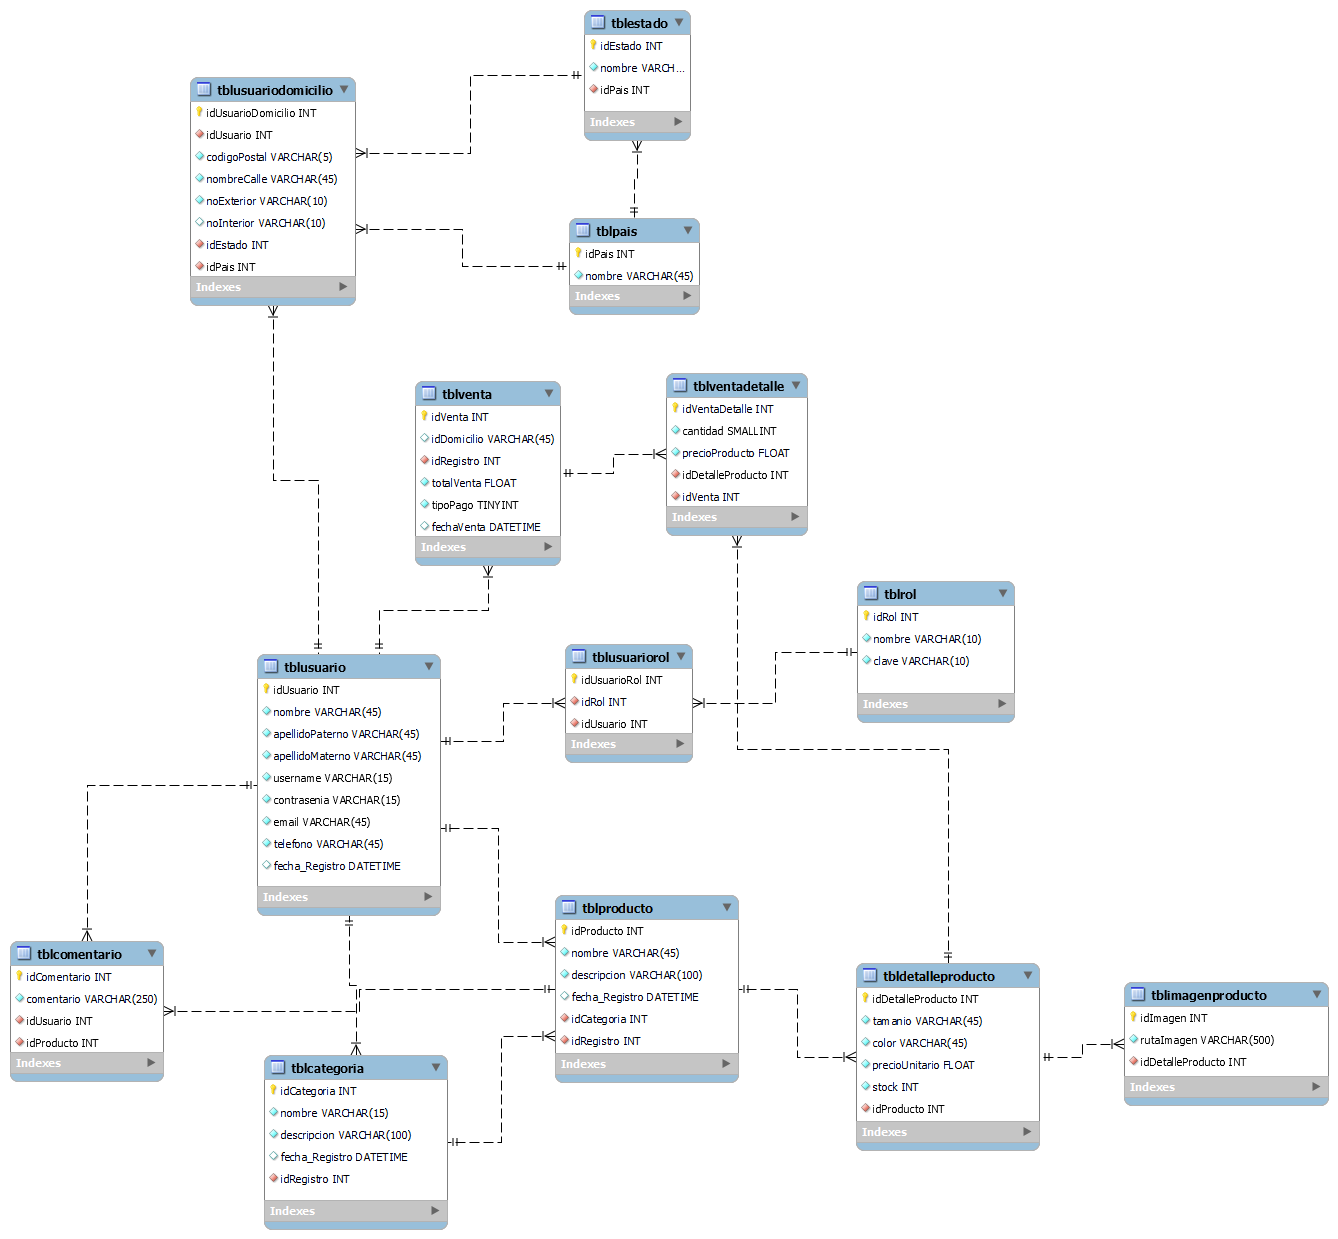 tblestado
idEstado INT
nombre VARCH...
idPais INT
Indexes
tblusuariodomicilio
idUsuarioDomicilio INT
idUsuario INT
codigoPostal VARCHAR(5)
nombreCalle VARCHAR(45)
noExterior VARCHAR(10)
noInterior VARCHAR(10)
idEstado INT
idPais INT
Indexes
tblpais
idPais INT
nombre VARCHAR(45)
Indexes
tblventa
idVenta INT
idDomicilio VARCHAR(45)
idRegistro INT
totalVenta FLOAT
tipoPago TINYINT
fechaVenta DATETIME
Indexes
tblventadetalle
idVentaDetalle INT
cantidad SMALLINT
precioProducto FLOAT
idDetalleProducto INT
idVenta INT
Indexes
tblrol
idRol INT
nombre VARCHAR(10)
clave VARCHAR(10)
Indexes
tblusuario
idUsuario INT
nombre VARCHAR(45)
apellidoPaterno VARCHAR(45)
apellidoMaterno VARCHAR(45)
username VARCHAR(15)
contrasenia VARCHAR(15)
email VARCHAR(45)
telefono VARCHAR(45)
fecha_Registro DATETIME
Indexes
tblusuariorol
idUsuarioRol INT
idRol INT
idUsuario INT
Indexes
tblcomentario
idComentario INT
comentario VARCHAR(250)
idUsuario INT
idProducto INT
Indexes
tblproducto
idProducto INT
nombre VARCHAR(45)
descripcion VARCHAR(100)
fecha_Registro DATETIME
idCategoria INT
idRegistro INT
Indexes
tbldetalleproducto
idDetalleProducto INT
tamanio VARCHAR(45)
color VARCHAR(45)
precioUnitario FLOAT
stock INT
idProducto INT
Indexes
tblimagenproducto
idImagen INT
rutaImagen VARCHAR(500)
idDetalleProducto INT
Indexes
tblcategoria
idCategoria INT
nombre VARCHAR(15)
descripcion VARCHAR(100)
fecha_Registro DATETIME
idRegistro INT
Indexes